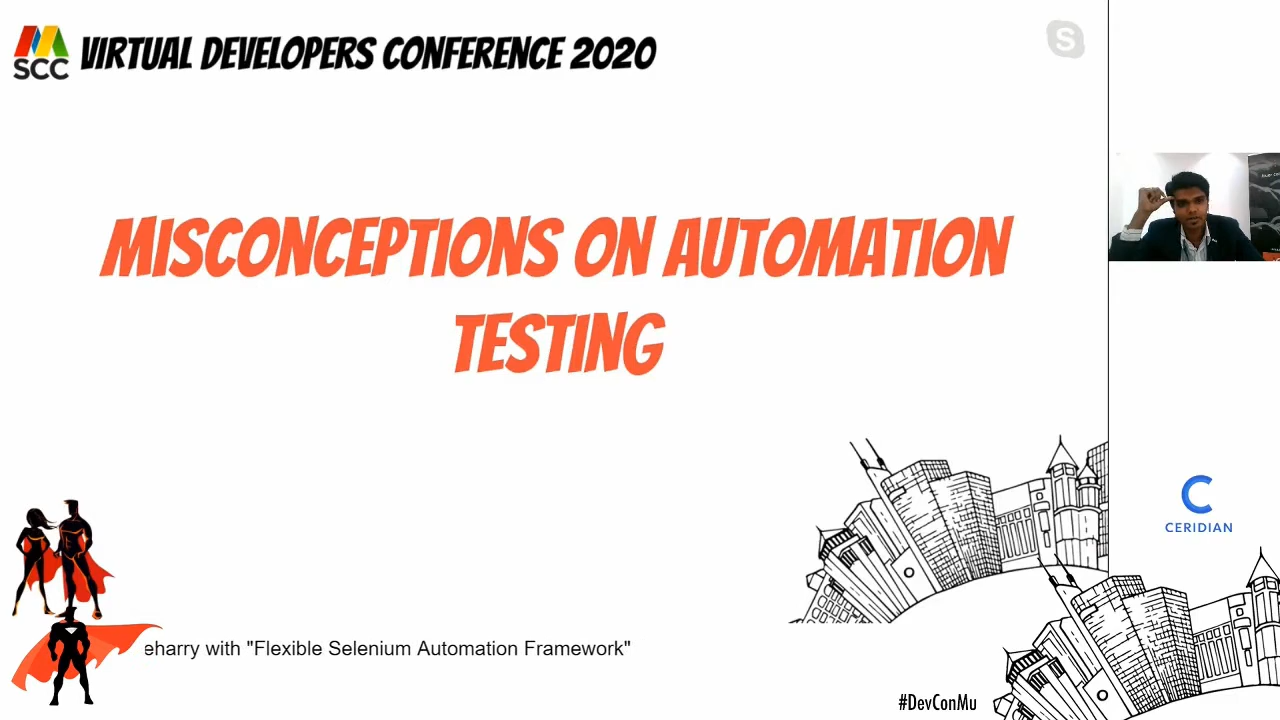 SCC
VIRTUAL DEVELOPERS CONFERENCE 2020
S
MISCONCEPTIONS ON AUTOMATION
TESTING
C
CERIDIAN
eharry with "Flexible Selenium Automation Framework"
#DevConMu